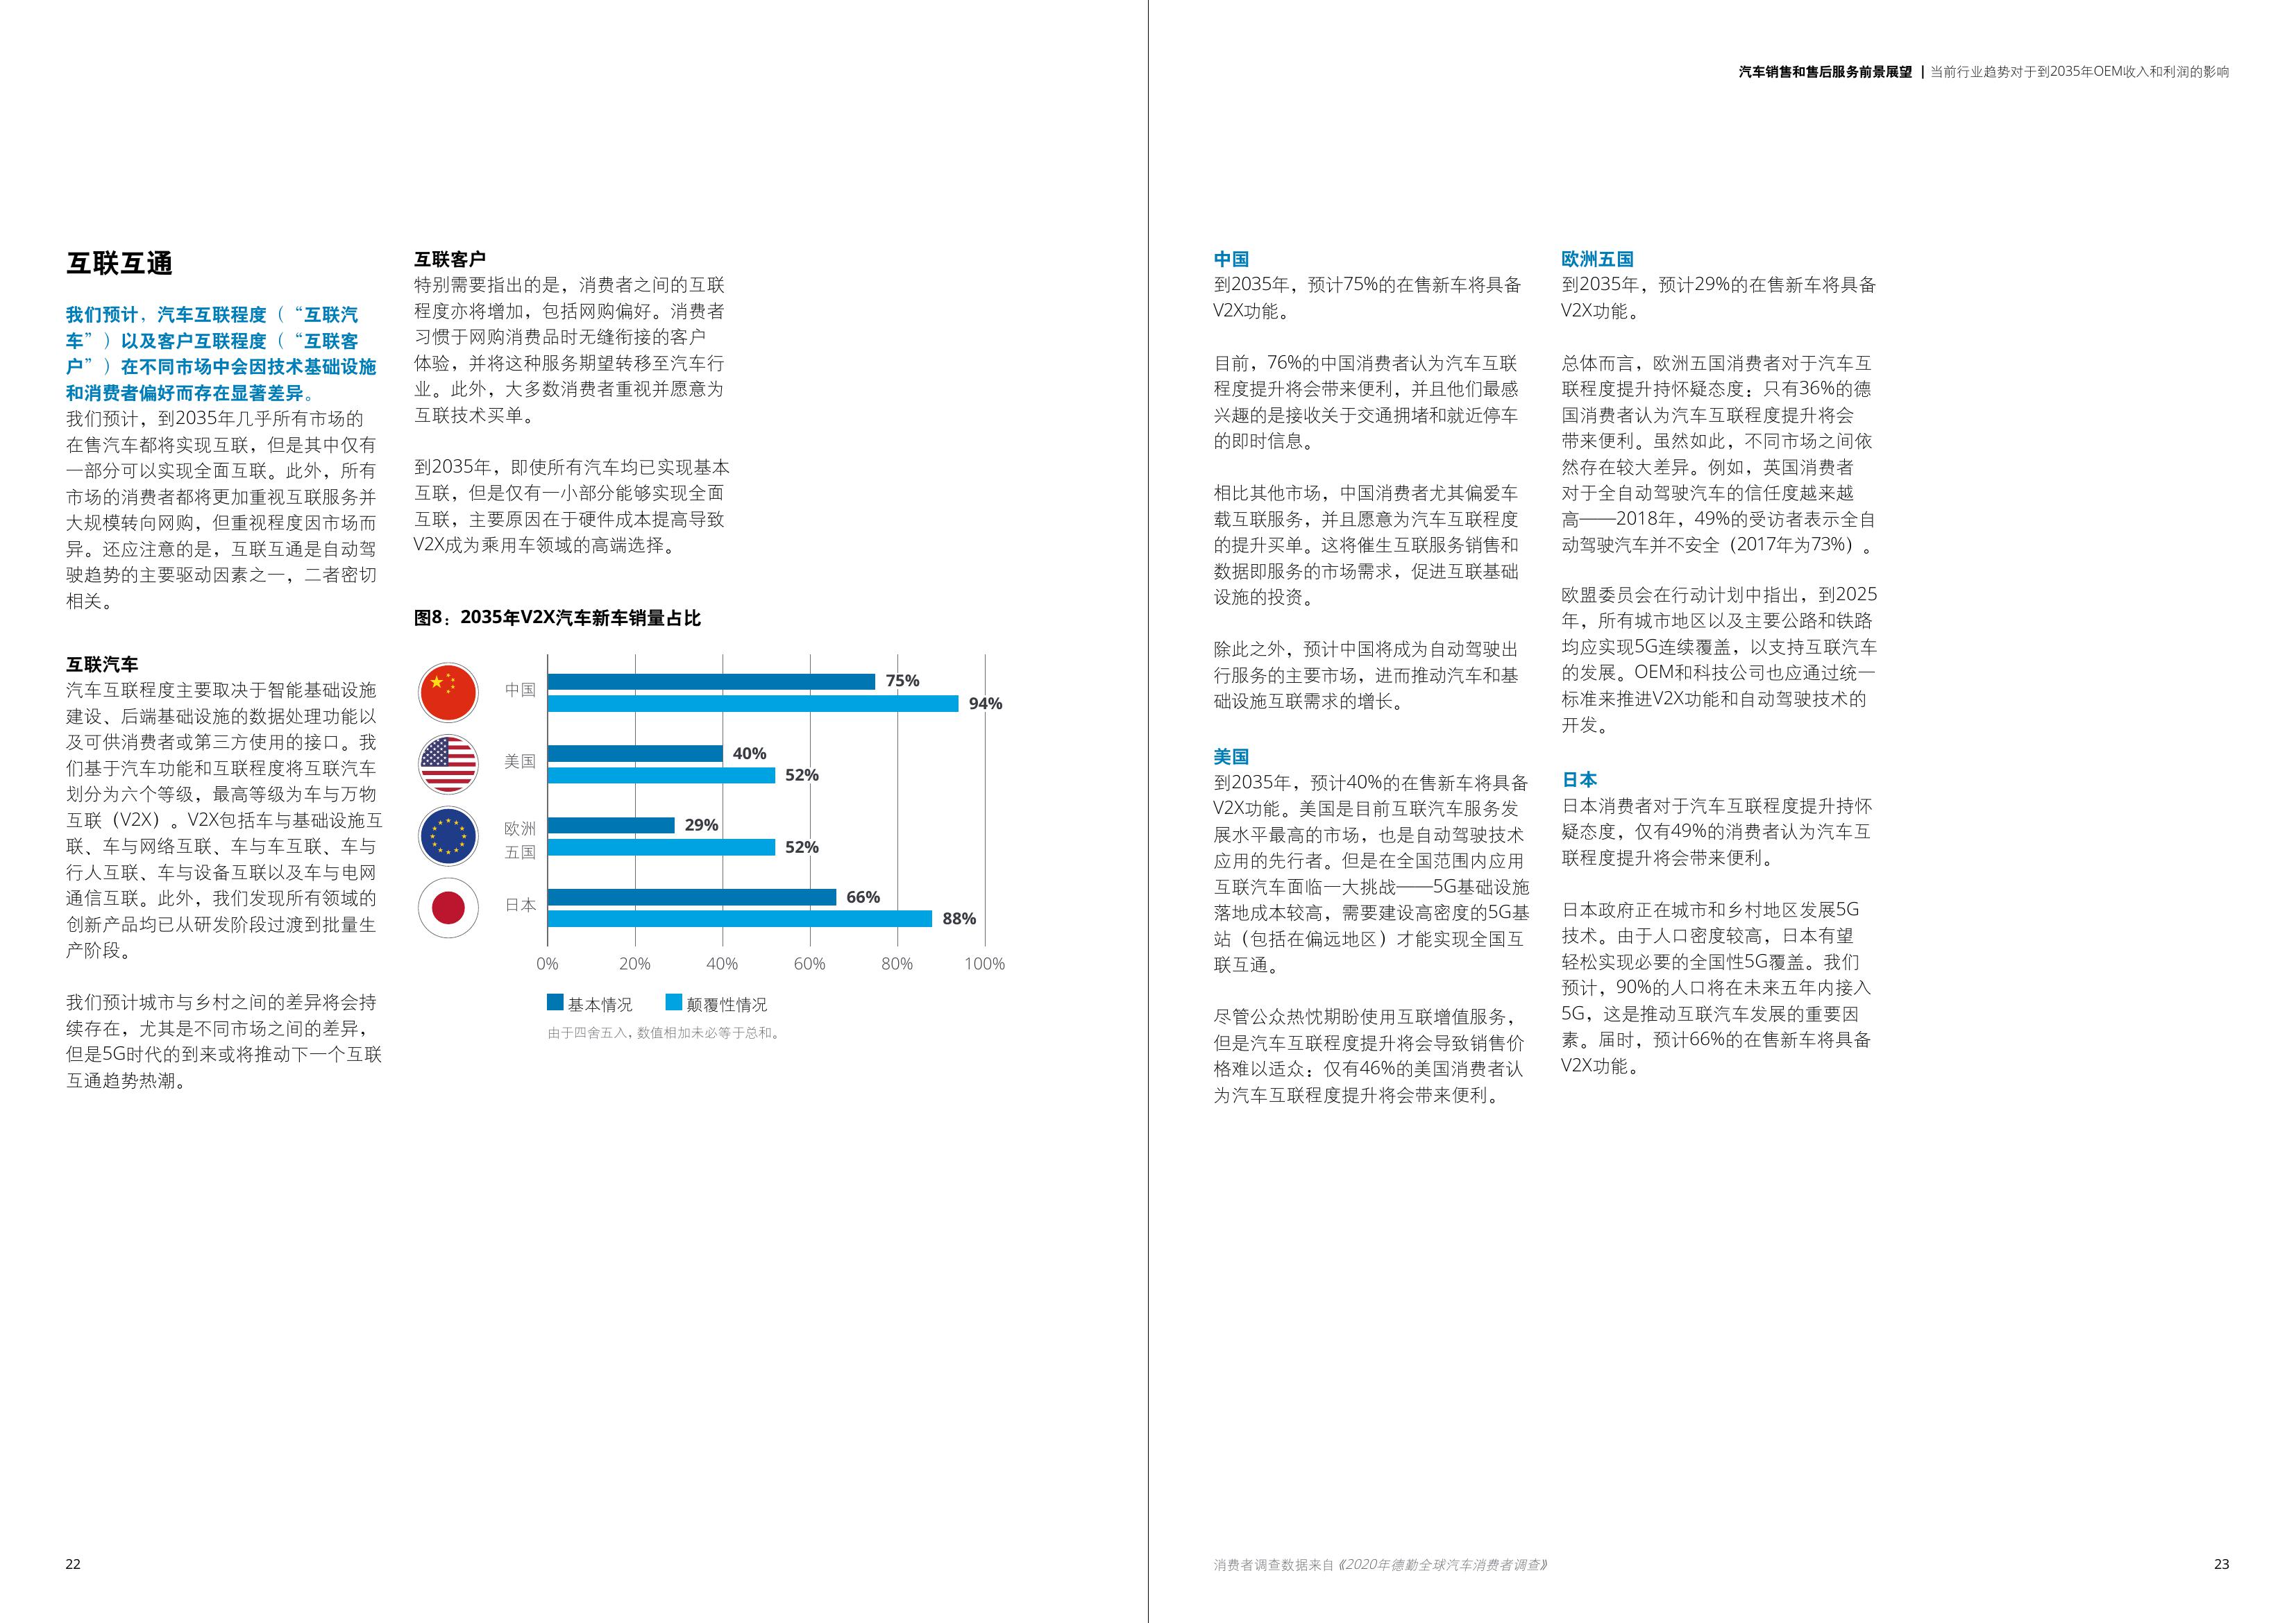 汽车销售和售后服务前景展望 | 当前行业趋势对于到2035年OEM收入和利润的影响
互联互通
我们预计，汽车互联程度（“互联汽
车”）以及客户互联程度（“互联客
户”）在不同市场中会因技术基础设施
和消费者偏好而存在显著差异。
我们预计，到2035年几乎所有市场的
在售汽车都将实现互联，但是其中仅有
一部分可以实现全面互联。此外，所有
市场的消费者都将更加重视互联服务并
大规模转向网购，但重视程度因市场而
异。还应注意的是，互联互通是自动驾
驶趋势的主要驱动因素之一，二者密切
相关。
互联汽车
汽车互联程度主要取决于智能基础设施
建设、后端基础设施的数据处理功能以
及可供消费者或第三方使用的接口。我
们基于汽车功能和互联程度将互联汽车
划分为六个等级，最高等级为车与万物
互联（V2X）。V2X包括车与基础设施互
联、车与网络互联、车与车互联、车与
行人互联、车与设备互联以及车与电网
通信互联。此外，我们发现所有领域的
创新产品均已从研发阶段过渡到批量生
产阶段。
我们预计城市与乡村之间的差异将会持
续存在，尤其是不同市场之间的差异，
但是5G时代的到来或将推动下一个互联
互通趋势热潮。
互联客户
特别需要指出的是，消费者之间的互联
程度亦将增加，包括网购偏好。消费者
习惯于网购消费品时无缝衔接的客户
体验，并将这种服务期望转移至汽车行
业。此外，大多数消费者重视并愿意为
互联技术买单。
到2035年，即使所有汽车均已实现基本
互联，但是仅有一小部分能够实现全面
互联，主要原因在于硬件成本提高导致
V2X成为乘用车领域的高端选择。
图8：2035年V2X汽车新车销量占比
中国
75%
94%
美国
40%
52%
欧洲
五国
29%
52%
日本
66%
88%
0% 20% 40% 60% 80% 100%
基本情况 颠覆性情况
由于四舍五入，数值相加未必等于总和。
22
中国
到2035年，预计75%的在售新车将具备
V2X功能。
目前，76%的中国消费者认为汽车互联
程度提升将会带来便利，并且他们最感
兴趣的是接收关于交通拥堵和就近停车
的即时信息。
相比其他市场，中国消费者尤其偏爱车
载互联服务，并且愿意为汽车互联程度
的提升买单。这将催生互联服务销售和
数据即服务的市场需求，促进互联基础
设施的投资。
除此之外，预计中国将成为自动驾驶出
行服务的主要市场，进而推动汽车和基
础设施互联需求的增长。
美国
到2035年，预计40%的在售新车将具备
V2X功能。美国是目前互联汽车服务发
展水平最高的市场，也是自动驾驶技术
应用的先行者。但是在全国范围内应用
互联汽车面临一大挑战——5G基础设施
落地成本较高，需要建设高密度的5G基
站（包括在偏远地区）才能实现全国互
联互通。
尽管公众热忱期盼使用互联增值服务，
但是汽车互联程度提升将会导致销售价
格难以适众：仅有46%的美国消费者认
为汽车互联程度提升将会带来便利。
欧洲五国
到2035年，预计29%的在售新车将具备
V2X功能。
总体而言，欧洲五国消费者对于汽车互
联程度提升持怀疑态度：只有36%的德
国消费者认为汽车互联程度提升将会
带来便利。虽然如此，不同市场之间依
然存在较大差异。例如，英国消费者
对于全自动驾驶汽车的信任度越来越
高——2018年，49%的受访者表示全自
动驾驶汽车并不安全（2017年为73%）。
欧盟委员会在行动计划中指出，到2025
年，所有城市地区以及主要公路和铁路
均应实现5G连续覆盖，以支持互联汽车
的发展。OEM和科技公司也应通过统一
标准来推进V2X功能和自动驾驶技术的
开发。
日本
日本消费者对于汽车互联程度提升持怀
疑态度，仅有49%的消费者认为汽车互
联程度提升将会带来便利。
日本政府正在城市和乡村地区发展5G
技术。由于人口密度较高，日本有望
轻松实现必要的全国性5G覆盖。我们
预计，90%的人口将在未来五年内接入
5G，这是推动互联汽车发展的重要因
素。届时，预计66%的在售新车将具备
V2X功能。
消费者调查数据来自《2020年德勤全球汽车消费者调查》
23